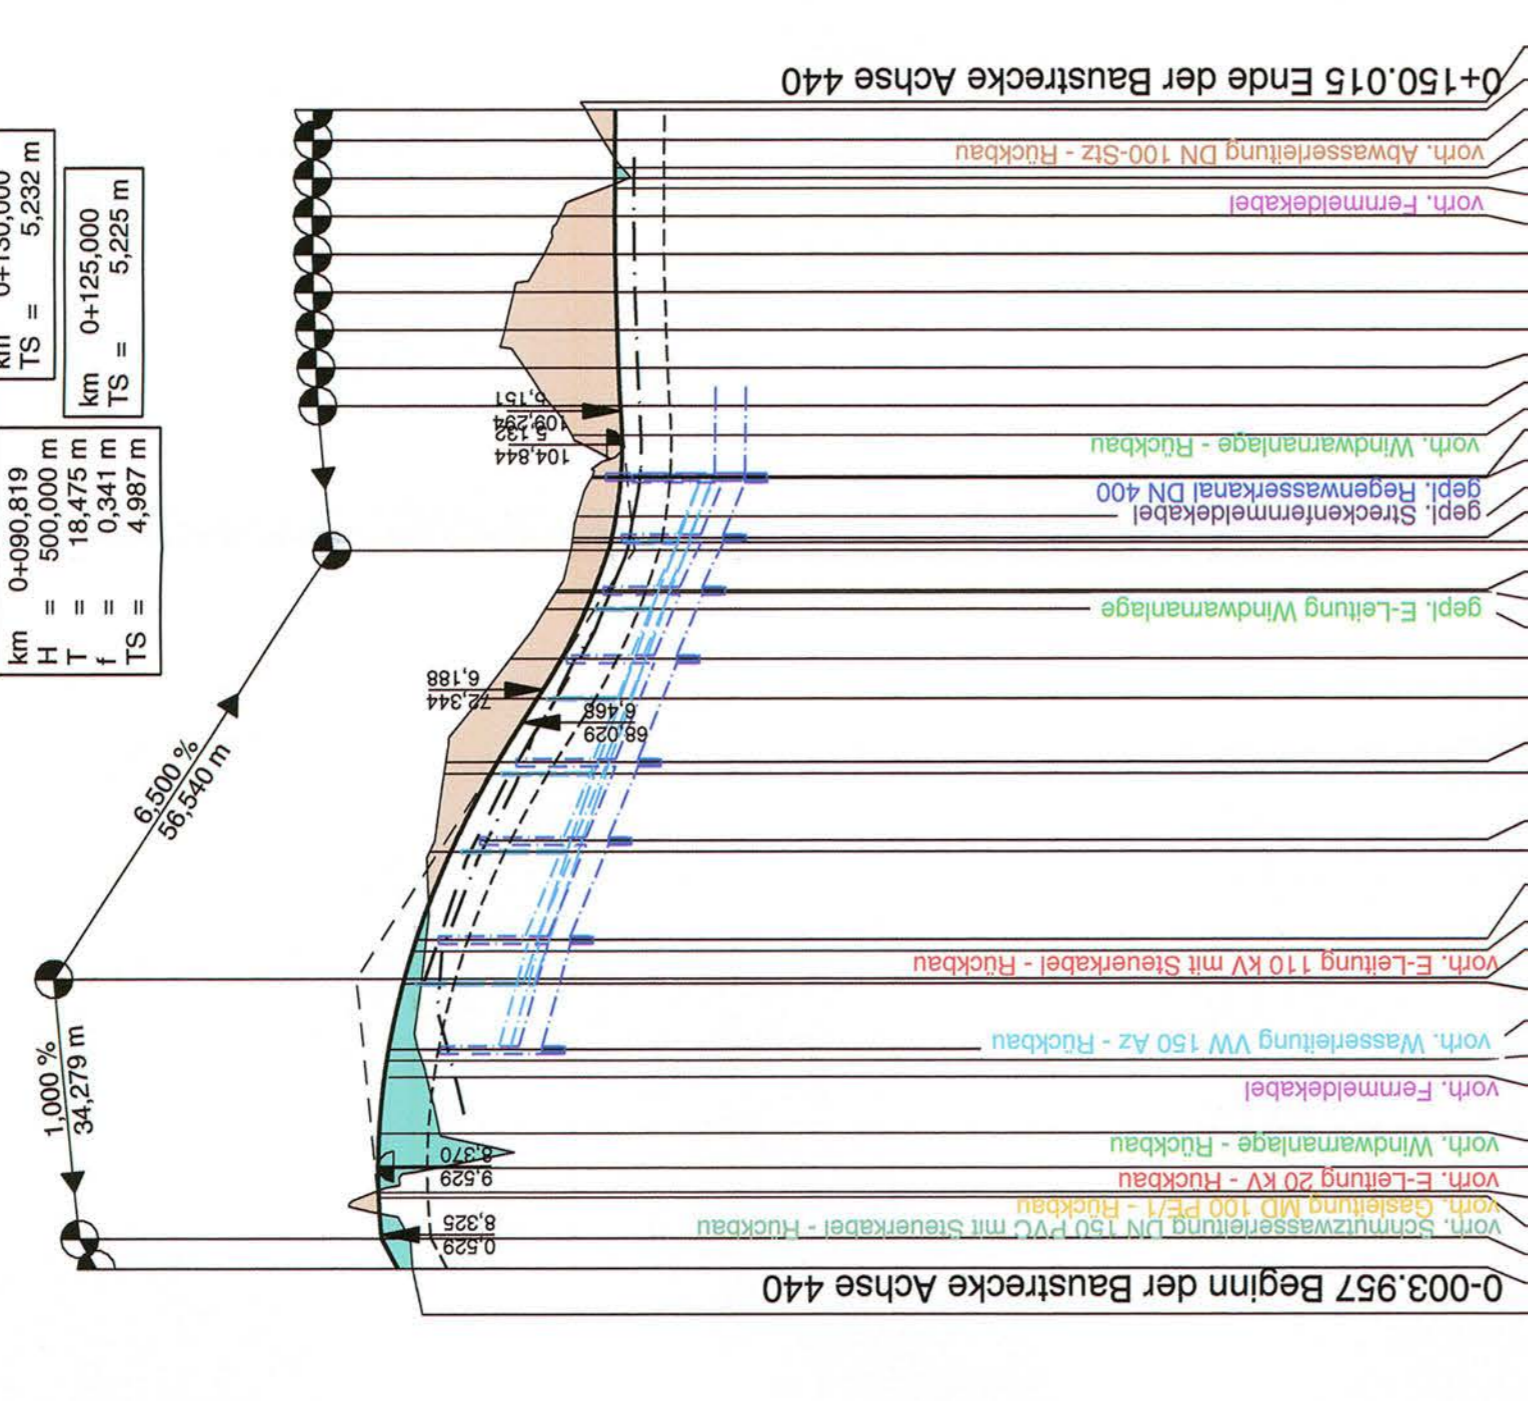 0+150.015 Ende der Baustrecke Achse 440
vorh. Abwasserleitung DN 100-Stz - Rückbau
vorh. Fernmeldekabel
vorh. Windwarnanlage - Rückbau
gepl. Regenwasserkanal DN 400
gepl. Streckenfernmeldekabel
gepl. E-Leitung Windwarnanlage
vorh. E-Leitung 110 kV mit Steuerkabel - Rückbau
vorh. Wasserleitung VW 150 Az - Rückbau
vorh. Fernmeldekabel
vorh. Windwarnanlage - Rückbau
vorh. E-Leitung 20 kV - Rückbau
vorh. Gasleitung MD 100 PE/1 - Rückbau
vorh. Schmutzwasserleitung DN 150 PVC mit Steuerkabel - Rückbau
0-003.957 Beginn der Baustrecke Achse 440
TS = 5,232 m
km 0+125,000
TS = 5,225 m
km 0+090,819
H = 500,000 m
T = 18,475 m
f = 0,341 m
TS = 4,987 m
6,500 %
56,540 m
1,000 %
34,279 m
109,294
5,132
104,844
6,188
72,344
6,468
68,029
8,370
9,529
8,325
0,529